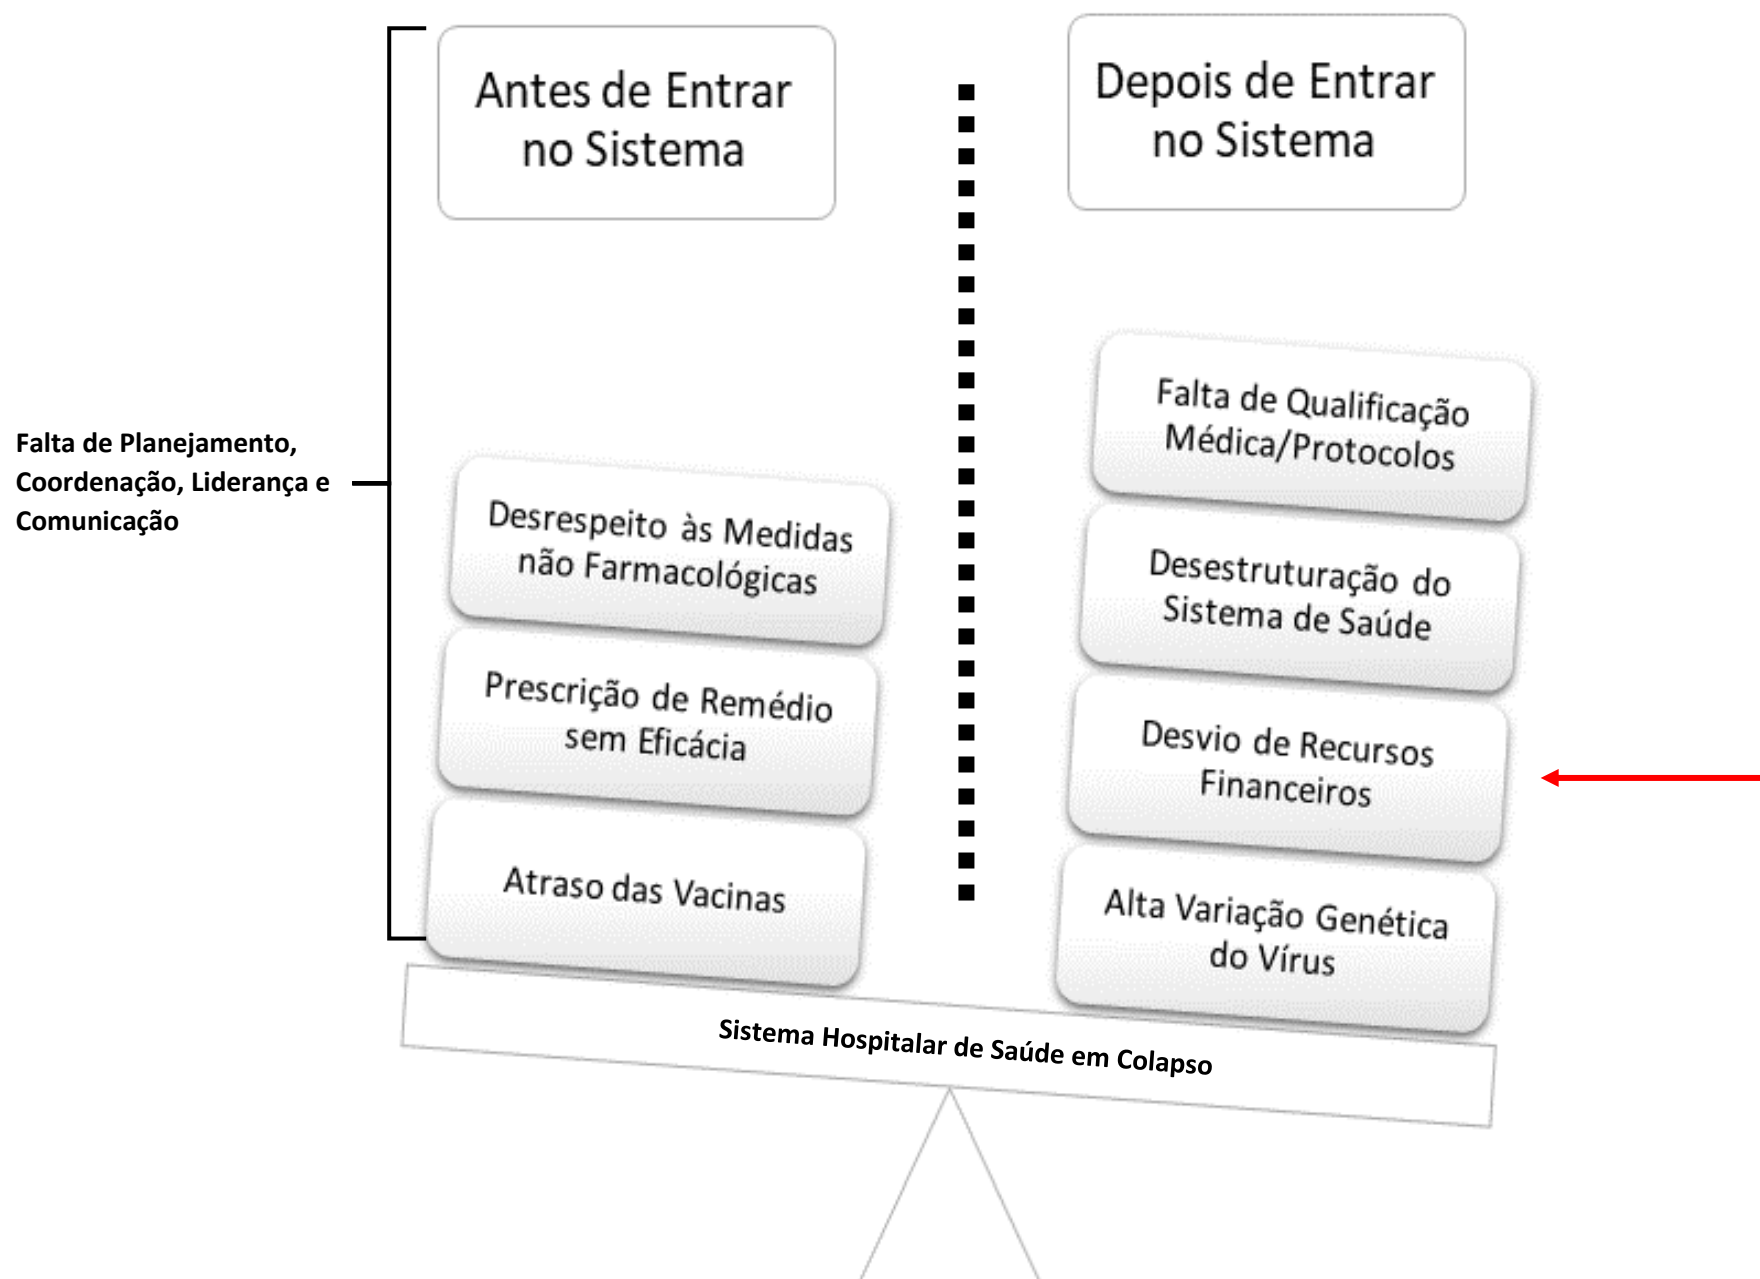 Antes de Entrar
no Sistema
Depois de Entrar
no Sistema
Falta de Planejamento,
Coordenação, Liderança e
Comunicação
Desrespeito às Medidas
não Farmacológicas
Prescrição de Remédio
sem Eficácia
Atraso das Vacinas
Falta de Qualificação
Médica/Protocolos
Desestruturação do
Sistema de Saúde
Desvio de Recursos
Financeiros
Alta Variação Genética
do Vírus
Sistema Hospitalar de Saúde em Colapso